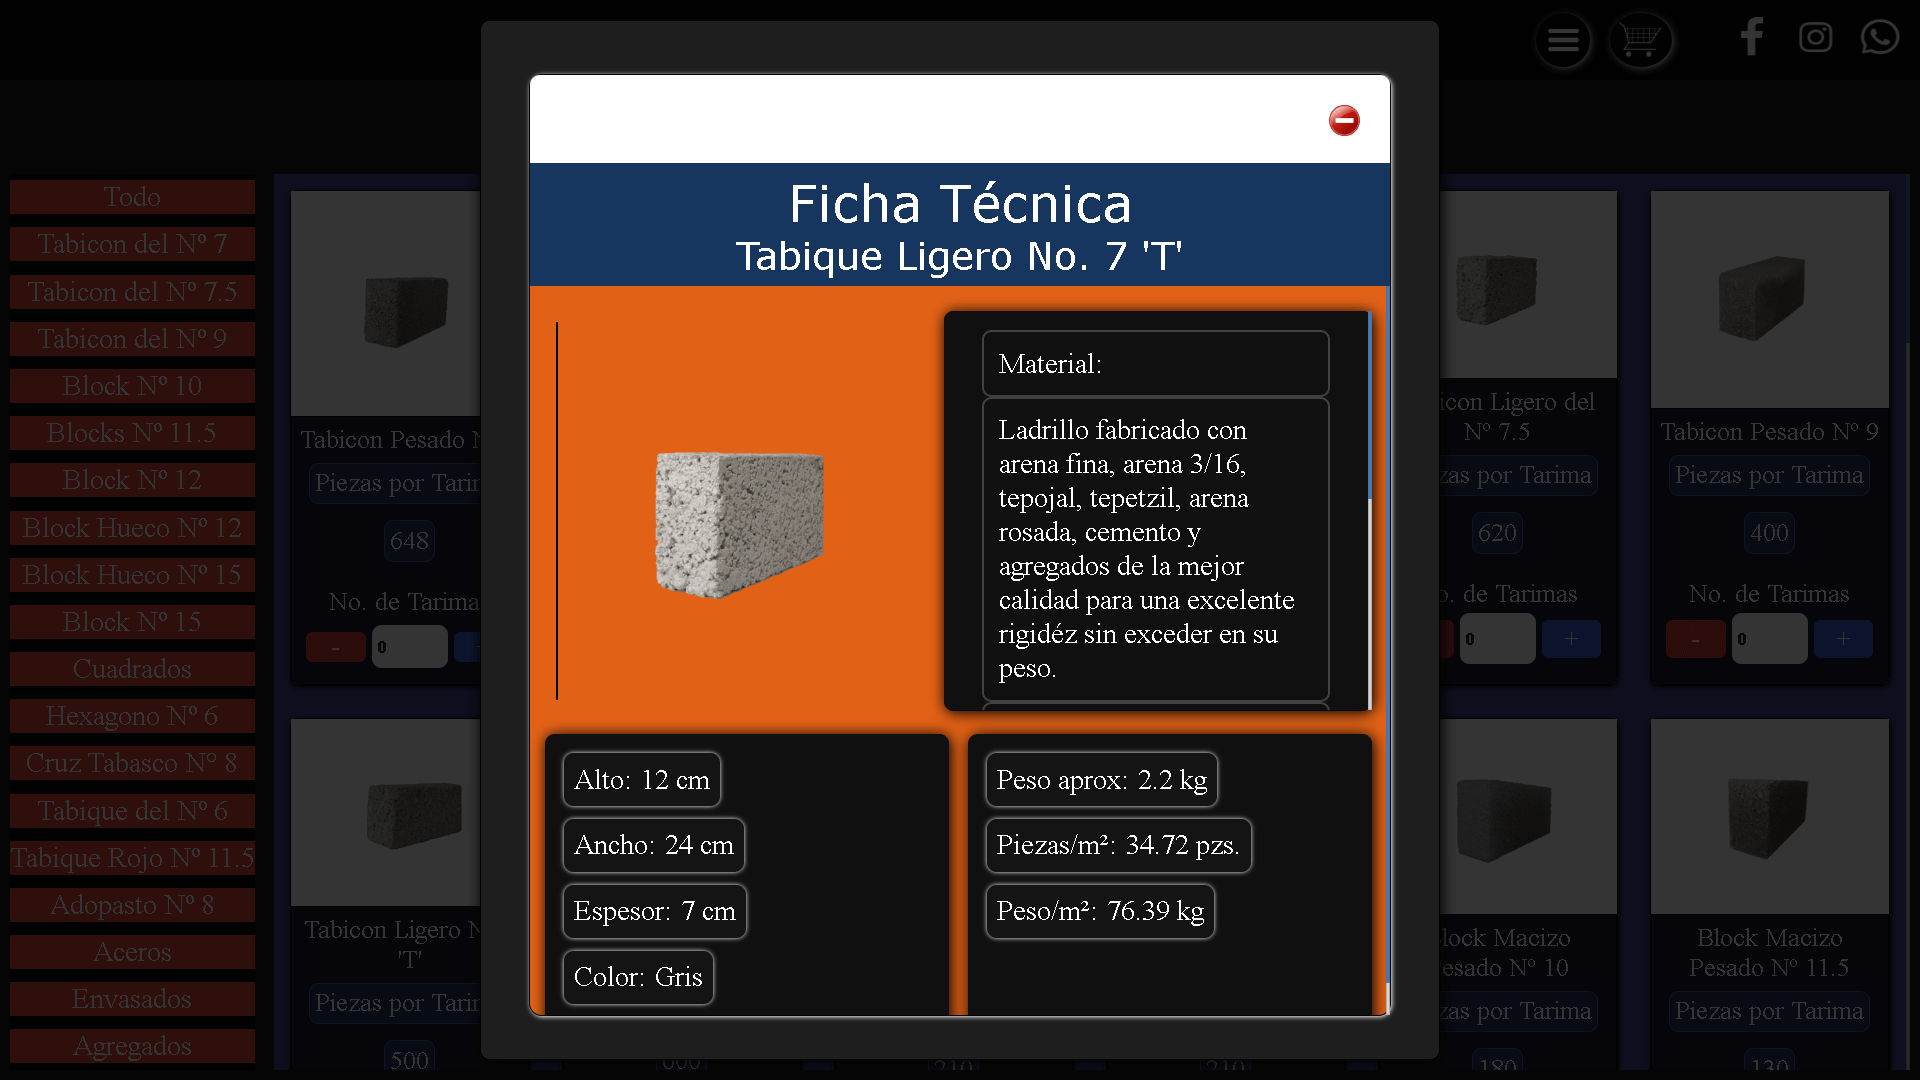 Todo
Tabicon del Nº 7
Tabicon del Nº 7.5
Tabicon del Nº 9
Block Nº 10
Blocks Nº 11.5
Block Nº 12
Block Hueco Nº 12
Block Hueco Nº 15
Block Nº 15
Cuadrados
Hexagono Nº 6
Cruz Tabasco N° 8
Tabique del Nº 6
Tabique Rojo Nº 11.5
Adopasto Nº 8
Aceros
Envasados
Agregados
Tabicon Pesado N
Piezas por Tarim
648
No. de Tarima
-
0
Tabicon Ligero N
'T'
Piezas por Tarim
500
Ficha Técnica
Tabique Ligero No. 7 'T'
Material:
Ladrillo fabricado con
arena fina, arena 3/16,
tepojal, tepetzil, arena
rosada, cemento y
agregados de la mejor
calidad para una excelente
rigidéz sin exceder en su
peso.
Alto: 12 cm
Ancho: 24 cm
Espesor: 7 cm
Color: Gris
Peso aprox: 2.2 kg
Piezas/m²: 34.72 pzs.
Peso/m²: 76.39 kg
600
210
210
icon Ligero del
Nº 7.5
zas por Tarima
620
o. de Tarimas
0
+
Tabicon Pesado Nº 9
Piezas por Tarima
400
No. de Tarimas
-
0
+
lock Macizo
esado Nº 10
zas por Tarima
180
Block Macizo
Pesado Nº 11.5
Piezas por Tarima
130